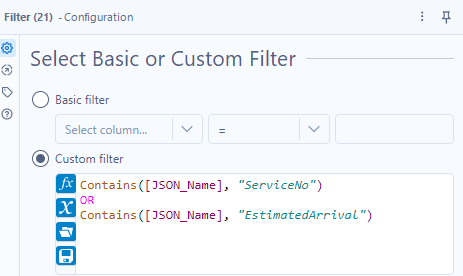 Filter (21) - Configuration
Select Basic or Custom Filter
Basic filter
Select column... =
Custom filter
fx Contains([JSON_Name], "ServiceNo")
OR
X Contains([JSON_Name], "EstimatedArrival")